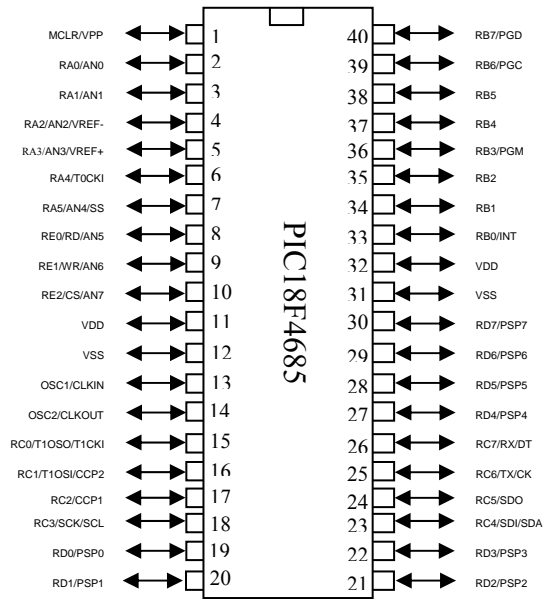 MCLR/VPP 1 40 RB7/PGD
RA0/AN0 2 39 RB6/PGC
RA1/AN1 3 38 RB5
RA2/AN2/VREF- 4 37 RB4
RA3/AN3/VREF+ 5 36 RB3/PGM
RA4/T0CKI 6 35 RB2
RA5/AN4/SS 7 34 RB1
RE0/RD/AN5 8 33 RB0/INT
RE1/WR/AN6 9 32 VDD
RE2/CS/AN7 10 31 VSS
VDD 11 30 RD7/PSP7
VSS 12 29 RD6/PSP6
OSC1/CLKIN 13 28 RD5/PSP5
OSC2/CLKOUT 14 27 RD4/PSP4
RC0/T1OSO/T1CKI 15 26 RC7/RX/DT
RC1/T1OSI/CCP2 16 25 RC6/TX/CK
RC2/CCP1 17 24 RC5/SDO
RC3/SCK/SCL 18 23 RC4/SDI/SDA
RD0/PSP0 19 22 RD3/PSP3
RD1/PSP1 20 21 RD2/PSP2
PIC18F4685